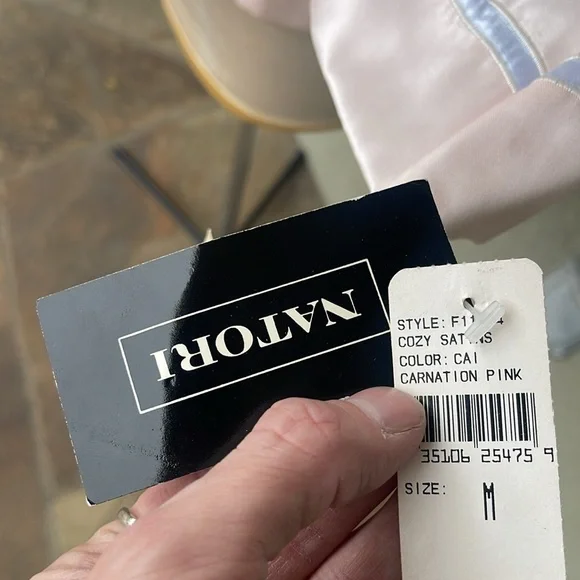 NATORI
STYLE: F11
COZY SATINS
COLOR: CAI
CARNATION PINK
35106 25475 9
SIZE: M